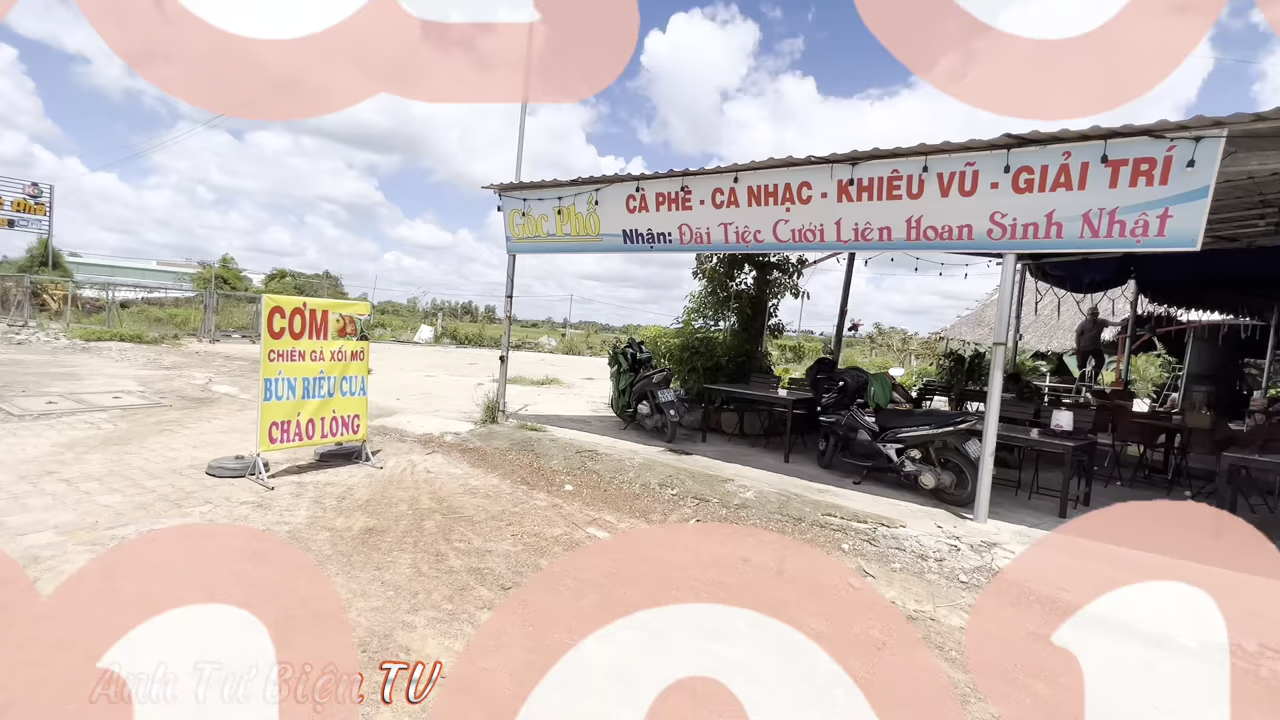 Góc Phố
CÀ PHÊ - CA NHẠC - KHIÊU VŨ - GIẢI TRÍ
Nhận: Đãi Tiệc Cưới Liên Hoan Sinh Nhật
CƠM
CHIÊN GÀ XỐI MỠ
BÚN RIÊU CUA
CHÁO LÒNG
Anh Tư Biện TV